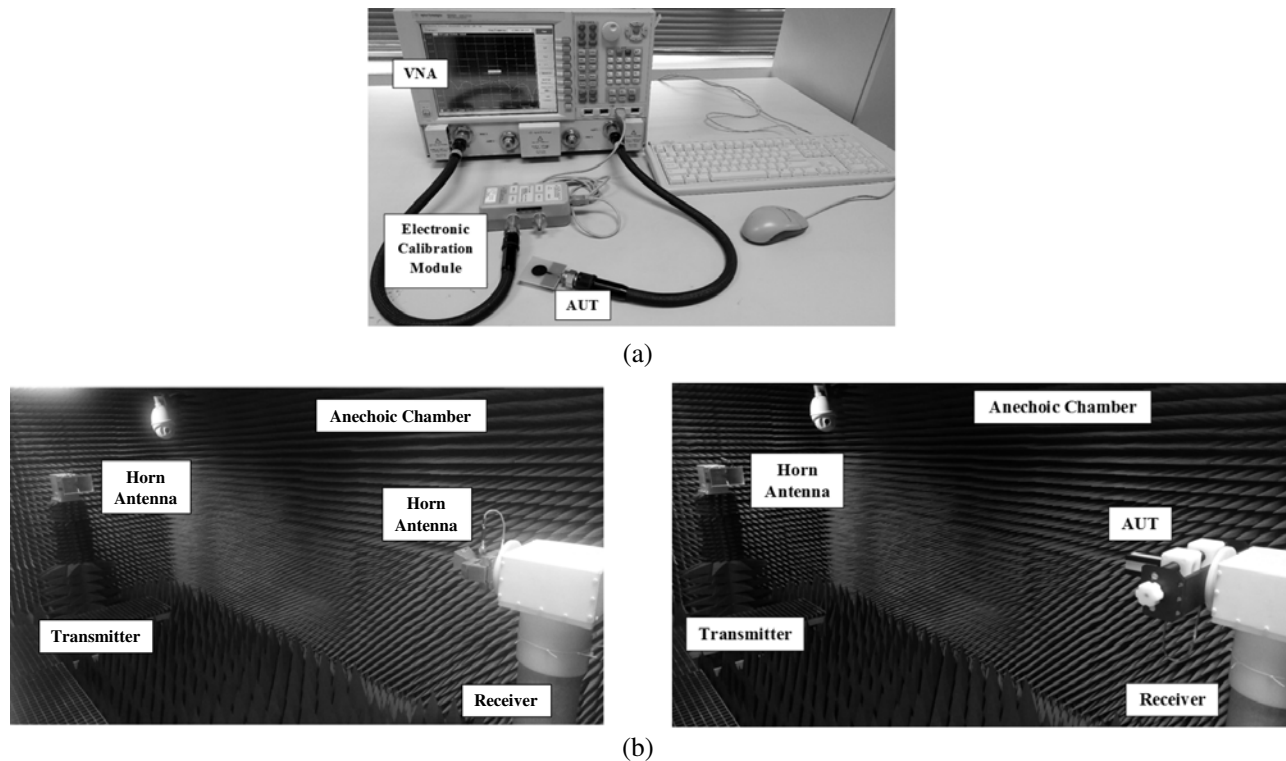 VNA
Electronic
Calibration
Module
AUT
(a)
Anechoic Chamber
Horn
Antenna
Horn
Antenna
Transmitter
Receiver
Anechoic Chamber
Horn
Antenna
AUT
Transmitter
Receiver
(b)